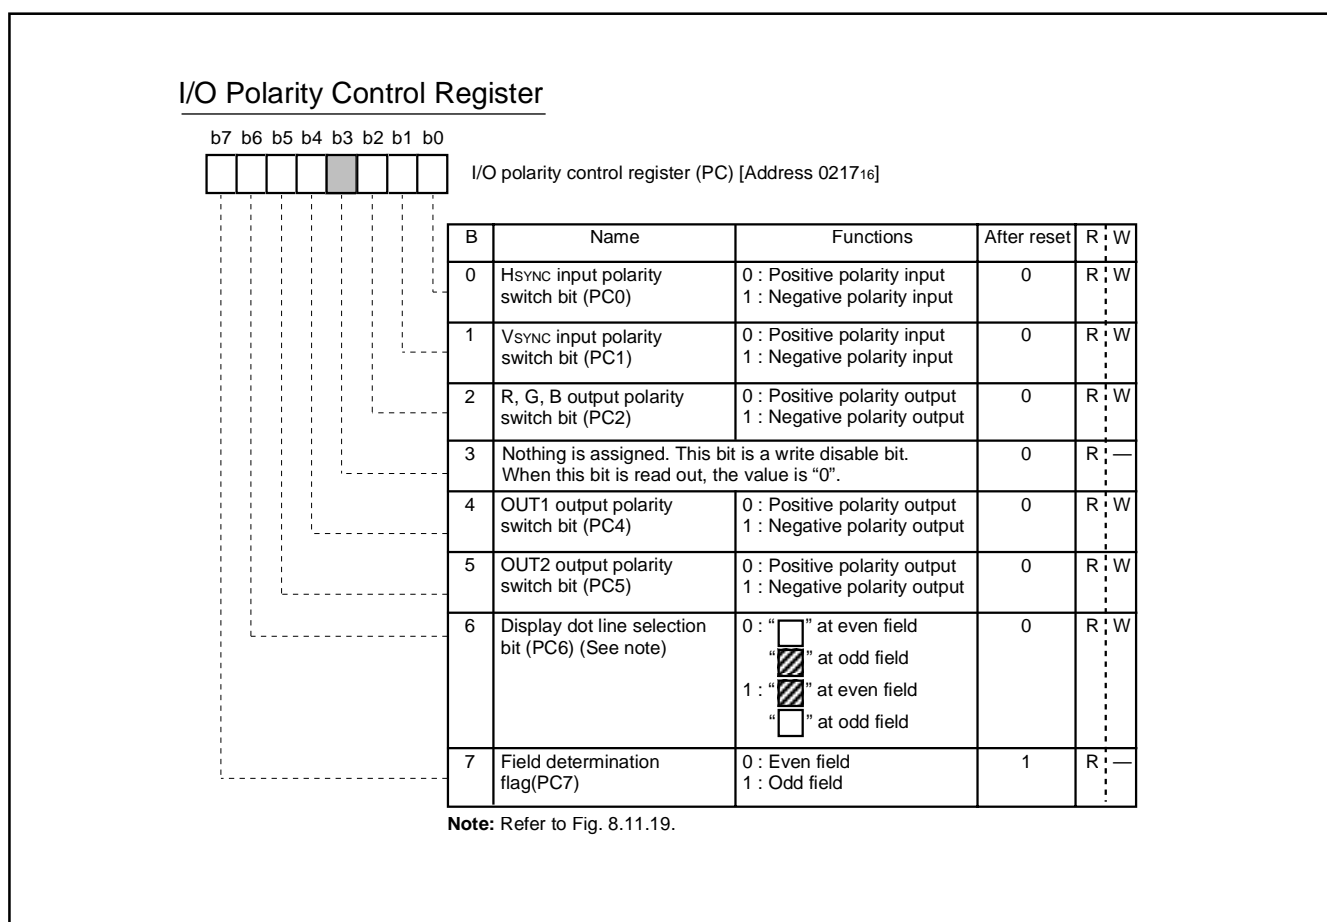 I/O Polarity Control Register
b7 b6 b5 b4 b3 b2 b1 b0
I/O polarity control register (PC) [Address 021716]
B Name Functions After reset R W
0 HSYNC input polarity switch bit (PC0) 0 : Positive polarity input 0 R W
1 : Negative polarity input
1 VSYNC input polarity switch bit (PC1) 0 : Positive polarity input 0 R W
1 : Negative polarity input
2 R, G, B output polarity switch bit (PC2) 0 : Positive polarity output 0 R W
1 : Negative polarity output
3 Nothing is assigned. This bit is a write disable bit. 0 R —
When this bit is read out, the value is “0”.
4 OUT1 output polarity switch bit (PC4) 0 : Positive polarity output 0 R W
1 : Negative polarity output
5 OUT2 output polarity switch bit (PC5) 0 : Positive polarity output 0 R W
1 : Negative polarity output
6 Display dot line selection bit (PC6) (See note) 0 : “ ” at even field 0 R W
“ ” at odd field
1 : “ ” at even field
“ ” at odd field
7 Field determination flag(PC7) 0 : Even field 1 R —
1 : Odd field
Note: Refer to Fig. 8.11.19.